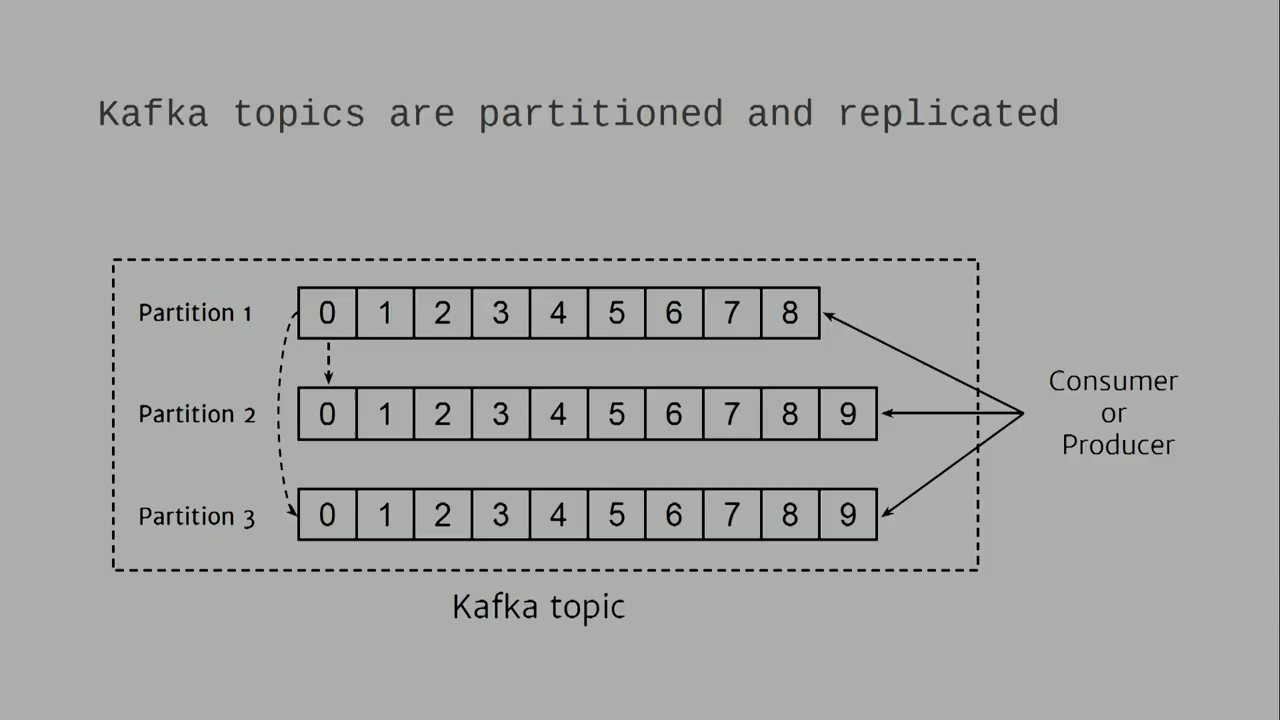 Kafka topics are partitioned and replicated
Partition 1 0 1 2 3 4 5 6 7 8
Partition 2 0 1 2 3 4 5 6 7 8 9
Partition 3 0 1 2 3 4 5 6 7 8 9
Consumer
or
Producer
Kafka topic